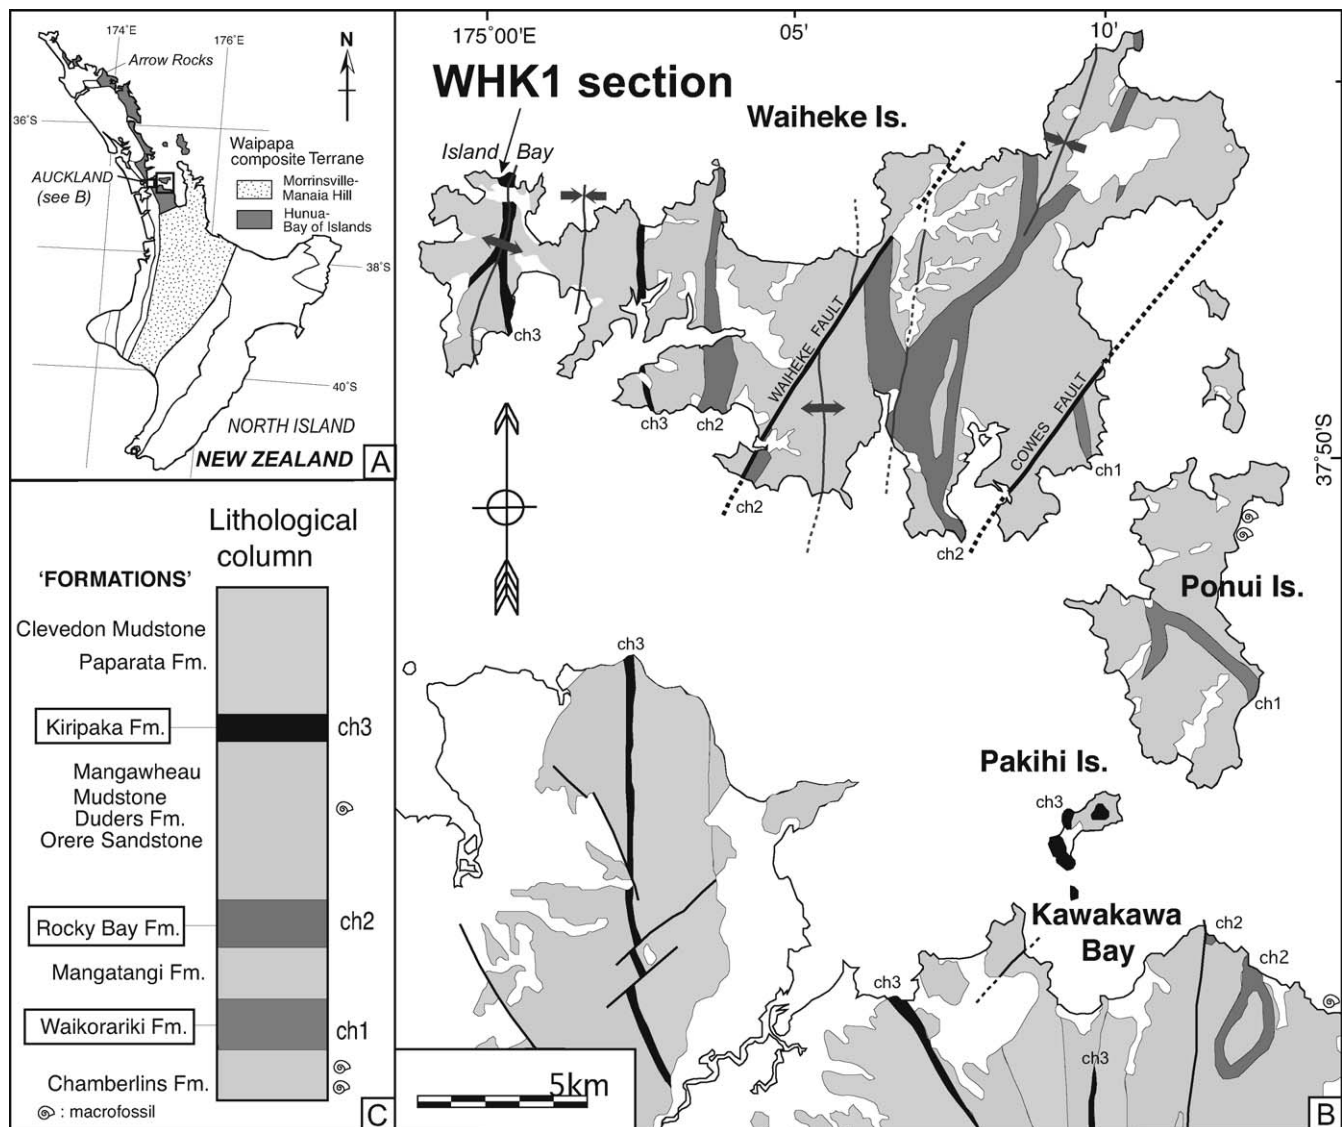 174°E
176°E
N
Arrow Rocks
36°S
Waipapa
composite Terrane
AUCKLAND
(see B)
Morrinsville-
Manaia Hill
Hunua-
Bay of Islands
38°S
40°S
NORTH ISLAND
NEW ZEALAND
A
175°00'E
05'
10'
WHK1 section
Waiheke Is.
Island Bay
ch3
WAIHEKE FAULT
COWES FAULT
ch3
ch2
ch1
37°50'S
ch2
ch2
Ponui Is.
ch1
ch3
Pakihi Is.
ch3
Kawakawa
Bay
ch2
ch2
ch3
ch3
5km
B
Lithological
column
'FORMATIONS'
Clevedon Mudstone
Paparata Fm.
Kiripaka Fm.
ch3
Mangawheau
Mudstone
Duders Fm.
Orere Sandstone
Rocky Bay Fm.
ch2
Mangatangi Fm.
Waikorariki Fm.
ch1
Chamberlins Fm.
: macrofossil
C